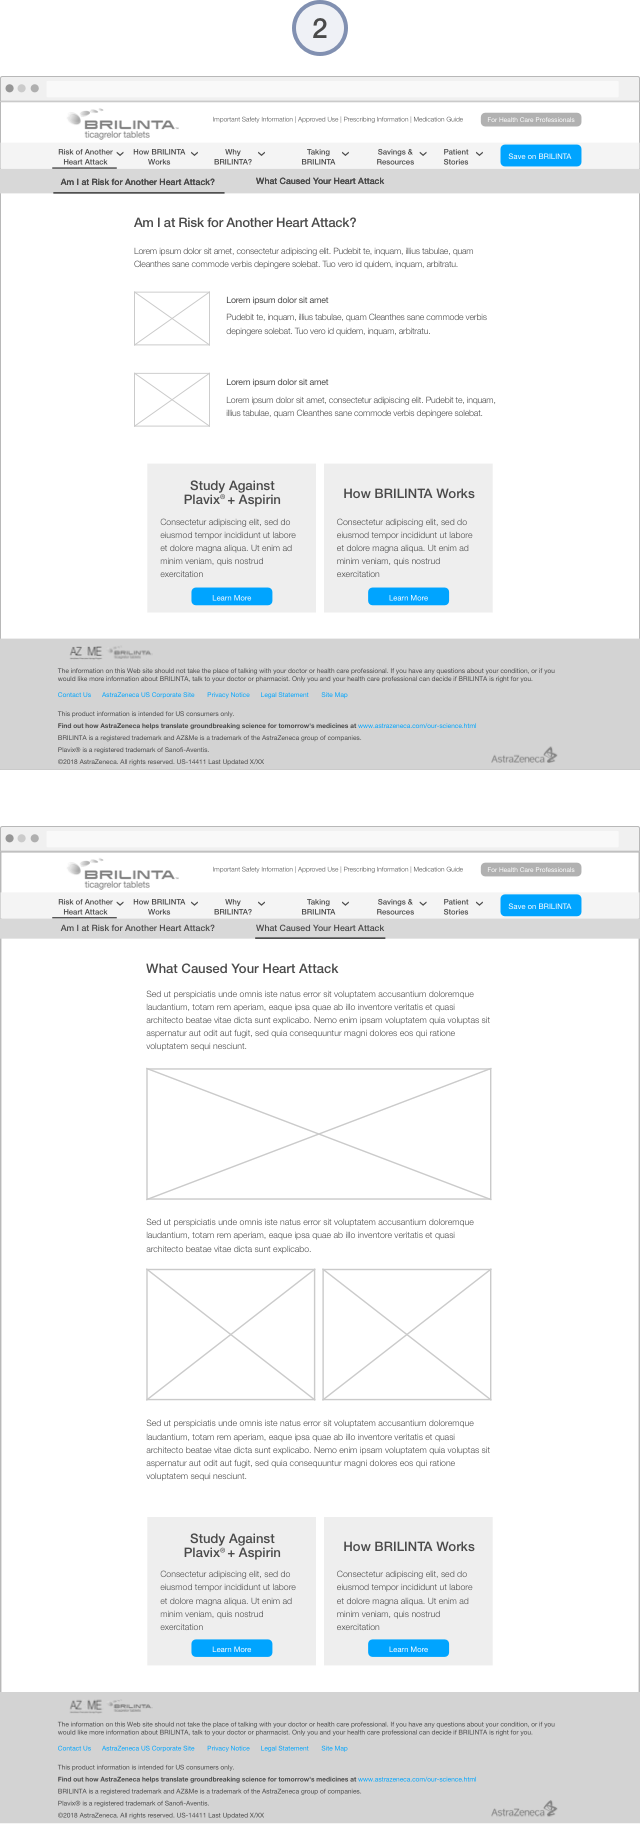 2
BRILINTA™
ticagrelor tablets
Important Safety Information | Approved Use | Prescribing Information | Medication Guide
For Health Care Professionals
Risk of Another
Heart Attack
How BRILINTA
Works
Why
BRILINTA?
Taking
BRILINTA
Savings &
Resources
Patient
Stories
Save on BRILINTA
Am I at Risk for Another Heart Attack?
What Caused Your Heart Attack
Am I at Risk for Another Heart Attack?
Lorem ipsum dolor sit amet, consectetur adipiscing elit. Pudebit te, inquam, illius tabulae, quam
Cleanthes sane commode verbis depingere solebat. Tuo vero id quidem, inquam, arbitratu.
Lorem ipsum dolor sit amet
Pudebit te, inquam, illius tabulae, quam Cleanthes sane commode verbis
depingere solebat. Tuo vero id quidem, inquam, arbitratu.
Lorem ipsum dolor sit amet
Lorem ipsum dolor sit amet, consectetur adipiscing elit. Pudebit te, inquam,
illius tabulae, quam Cleanthes sane commode verbis depingere solebat.
Study Against
Plavix® + Aspirin
Consectetur adipiscing elit, sed do
eiusmod tempor incididunt ut labore
et dolore magna aliqua. Ut enim ad
minim veniam, quis nostrud
exercitation
Learn More
How BRILINTA Works
Consectetur adipiscing elit, sed do
eiusmod tempor incididunt ut labore
et dolore magna aliqua. Ut enim ad
minim veniam, quis nostrud
exercitation
Learn More
AZ ME
BRILINTA
The information on this Web site should not take the place of talking with your doctor or health care professional. If you have any questions about your condition, or if you
would like more information about BRILINTA, talk to your doctor or pharmacist. Only you and your health care professional can decide if BRILINTA is right for you.
Contact Us AstraZeneca US Corporate Site Privacy Notice Legal Statement Site Map
This product information is intended for US consumers only.
Find out how AstraZeneca helps translate groundbreaking science for tomorrow's medicines at www.astrazeneca.com/our-science.html
BRILINTA is a registered trademark and AZ&Me is a trademark of the AstraZeneca group of companies.
Plavix® is a registered trademark of Sanofi-Aventis.
©2018 AstraZeneca. All rights reserved. US-14411 Last Updated X/XX
AstraZeneca
BRILINTA™
ticagrelor tablets
Important Safety Information | Approved Use | Prescribing Information | Medication Guide
For Health Care Professionals
Risk of Another
Heart Attack
How BRILINTA
Works
Why
BRILINTA?
Taking
BRILINTA
Savings &
Resources
Patient
Stories
Save on BRILINTA
Am I at Risk for Another Heart Attack?
What Caused Your Heart Attack
What Caused Your Heart Attack
Sed ut perspiciatis unde omnis iste natus error sit voluptatem accusantium doloremque
laudantium, totam rem aperiam, eaque ipsa quae ab illo inventore veritatis et quasi
architecto beatae vitae dicta sunt explicabo. Nemo enim ipsam voluptatem quia voluptas sit
aspernatur aut odit aut fugit, sed quia consequuntur magni dolores eos qui ratione
voluptatem sequi nesciunt.
Sed ut perspiciatis unde omnis iste natus error sit voluptatem accusantium doloremque
laudantium, totam rem aperiam, eaque ipsa quae ab illo inventore veritatis et quasi
architecto beatae vitae dicta sunt explicabo.
Sed ut perspiciatis unde omnis iste natus error sit voluptatem accusantium doloremque
laudantium, totam rem aperiam, eaque ipsa quae ab illo inventore veritatis et quasi
architecto beatae vitae dicta sunt explicabo. Nemo enim ipsam voluptatem quia voluptas sit
aspernatur aut odit aut fugit, sed quia consequuntur magni dolores eos qui ratione
voluptatem sequi nesciunt.
Study Against
Plavix® + Aspirin
Consectetur adipiscing elit, sed do
eiusmod tempor incididunt ut labore
et dolore magna aliqua. Ut enim ad
minim veniam, quis nostrud
exercitation
Learn More
How BRILINTA Works
Consectetur adipiscing elit, sed do
eiusmod tempor incididunt ut labore
et dolore magna aliqua. Ut enim ad
minim veniam, quis nostrud
exercitation
Learn More
AZ ME
BRILINTA
The information on this Web site should not take the place of talking with your doctor or health care professional. If you have any questions about your condition, or if you
would like more information about BRILINTA, talk to your doctor or pharmacist. Only you and your health care professional can decide if BRILINTA is right for you.
Contact Us AstraZeneca US Corporate Site Privacy Notice Legal Statement Site Map
This product information is intended for US consumers only.
Find out how AstraZeneca helps translate groundbreaking science for tomorrow's medicines at www.astrazeneca.com/our-science.html
BRILINTA is a registered trademark and AZ&Me is a trademark of the AstraZeneca group of companies.
Plavix® is a registered trademark of Sanofi-Aventis.
©2018 AstraZeneca. All rights reserved. US-14411 Last Updated X/XX
AstraZeneca